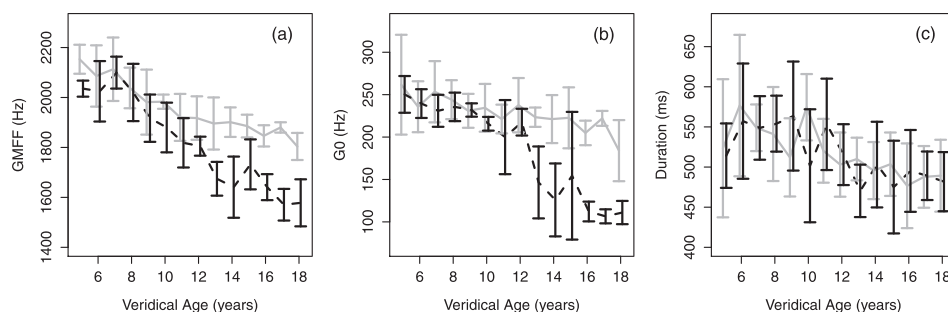 (a)
GMFF (Hz)
2200
2000
1800
1600
1400
6 8 10 12 14 16 18
Veridical Age (years)
(b)
G0 (Hz)
300
250
200
150
100
6 8 10 12 14 16 18
Veridical Age (years)
(c)
Duration (ms)
650
600
550
500
450
400
6 8 10 12 14 16 18
Veridical Age (years)